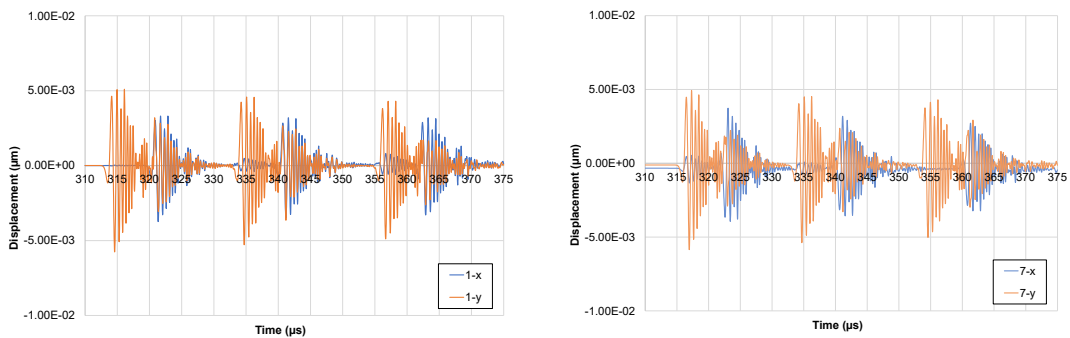 1.00E-02
5.00E-03
0.00E+00
-5.00E-03
-1.00E-02
310 315 320 325 330 335 340 345 350 355 360 365 370 375
Displacement (µm)
Time (µs)
1-x
1-y
1.00E-02
5.00E-03
0.00E+00
-5.00E-03
-1.00E-02
310 315 320 325 330 335 340 345 350 355 360 365 370 375
Displacement (µm)
Time (µs)
7-x
7-y